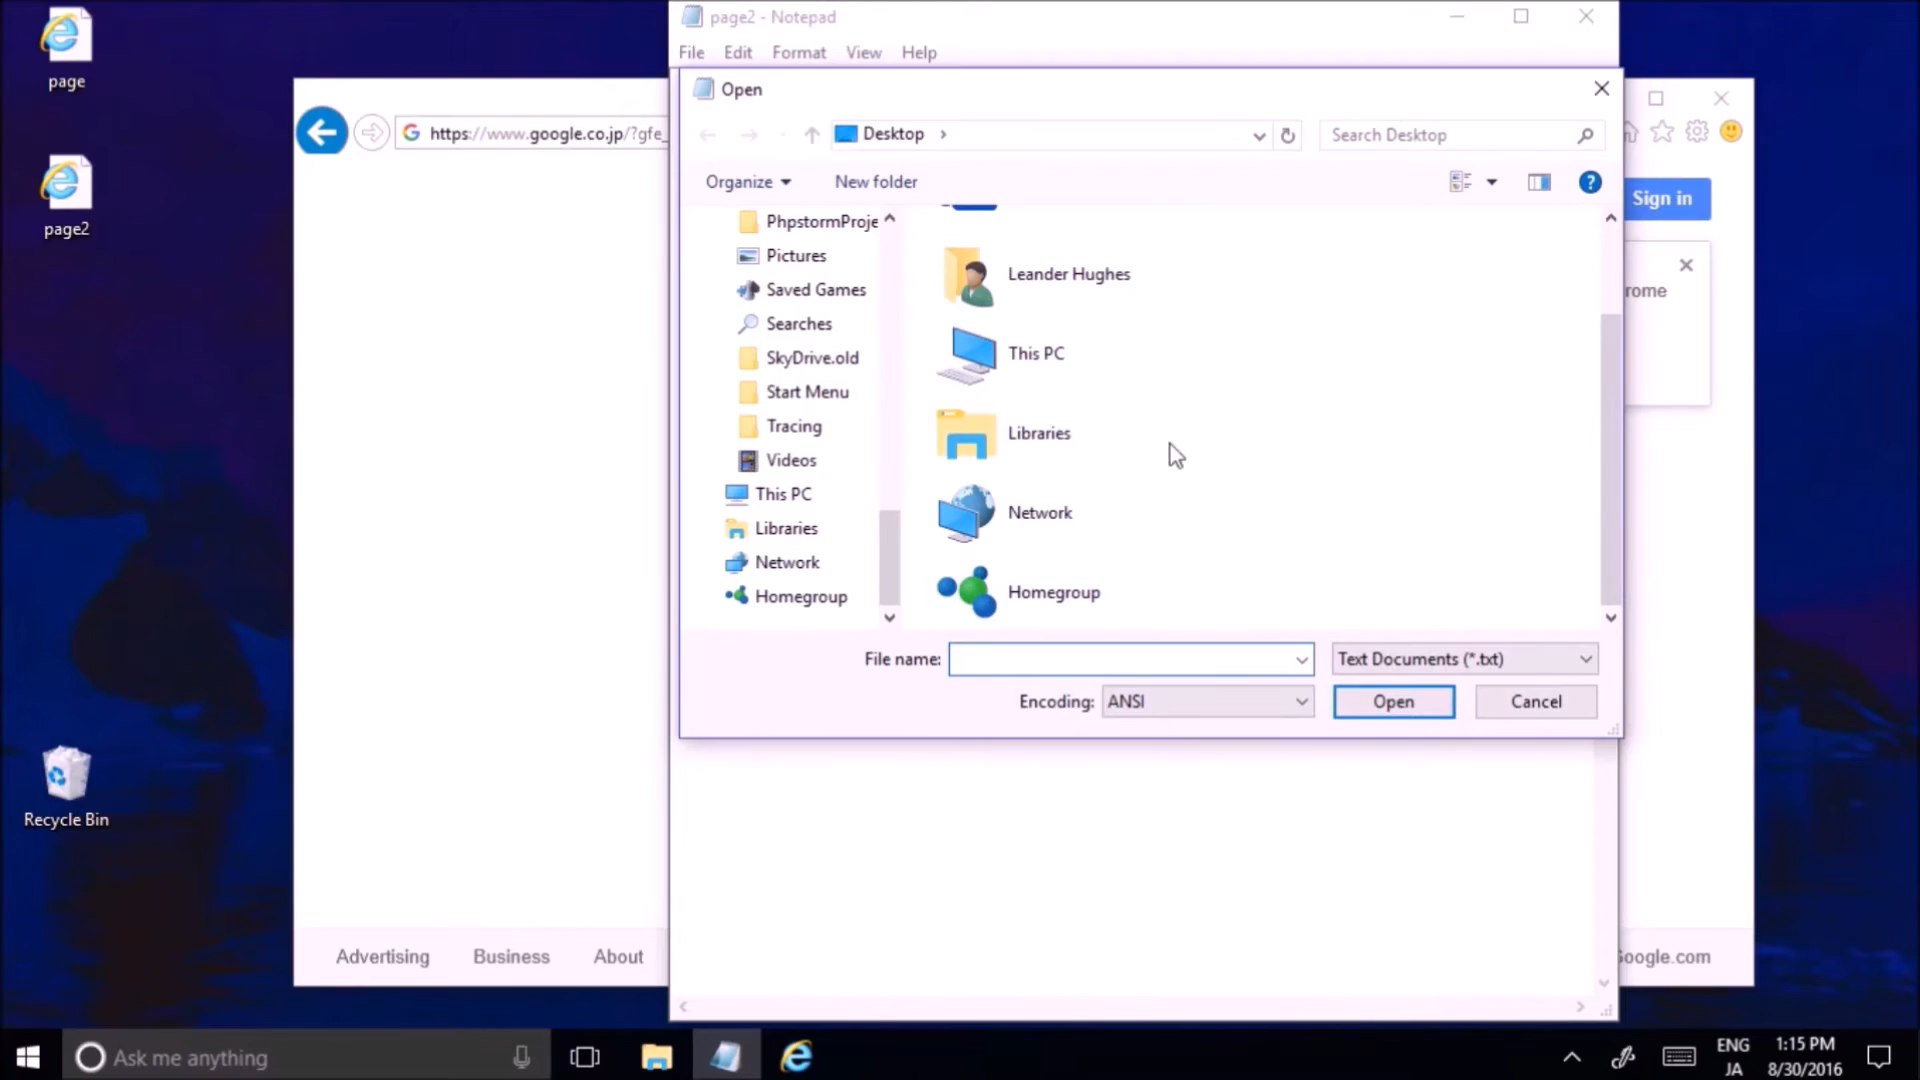 page
page2
Recycle Bin
https://www.google.co.jp/?gfe_
page2 - Notepad
File Edit Format View Help
Open
Desktop
Search Desktop
Organize New folder
PhpstormProje
Pictures
Saved Games
Searches
SkyDrive.old
Start Menu
Tracing
Videos
This PC
Libraries
Network
Homegroup
Leander Hughes
This PC
Libraries
Network
Homegroup
File name:
Text Documents (*.txt)
Encoding: ANSI
Open Cancel
Sign in
rome
Advertising Business About
Google.com
Ask me anything
ENG
JA
1:15 PM
8/30/2016